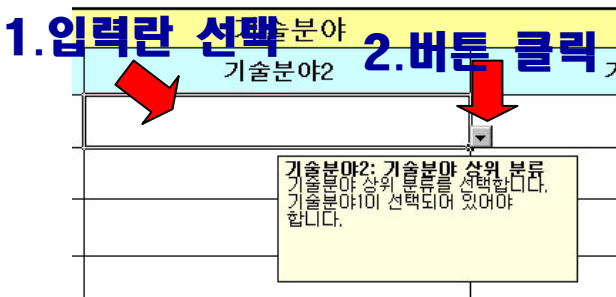 기술분야
1.입력란 선택
2.버튼 클릭
기술분야2
기술분야2: 기술분야 상위 분류
기술분야 상위 분류를 선택합니다.
기술분야1이 선택되어 있어야
합니다.